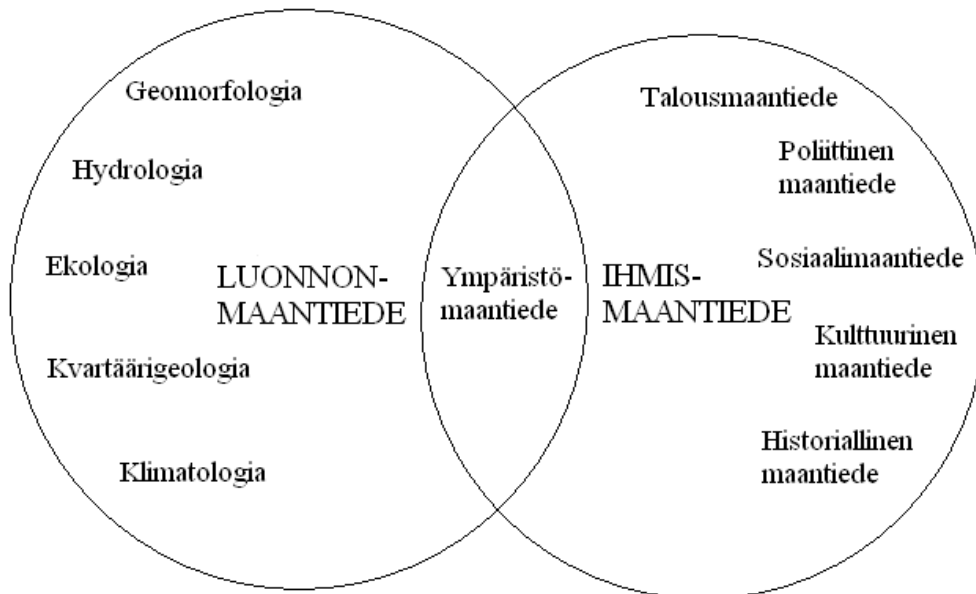 Geomorfologia
Hydrologia
Ekologia
LUONNON-
MAANTIEDE
Kvartäärigeologia
Klimatologia
Ympäristö-
maantiede
IHMIS-
MAANTIEDE
Talousmaantiede
Poliittinen
maantiede
Sosiaalimaantiede
Kulttuurinen
maantiede
Historiallinen
maantiede